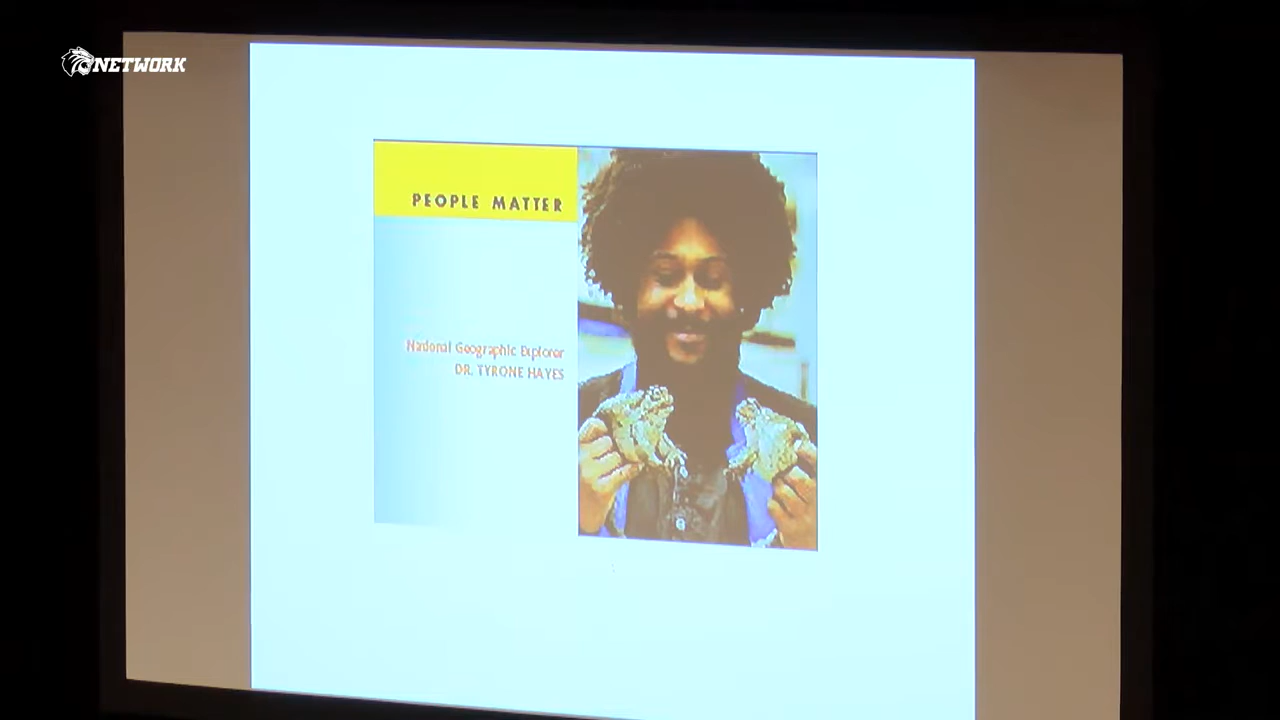 NETWORK
PEOPLE MATTER
National Geographic Explorer
DR. TYRONE HAYES